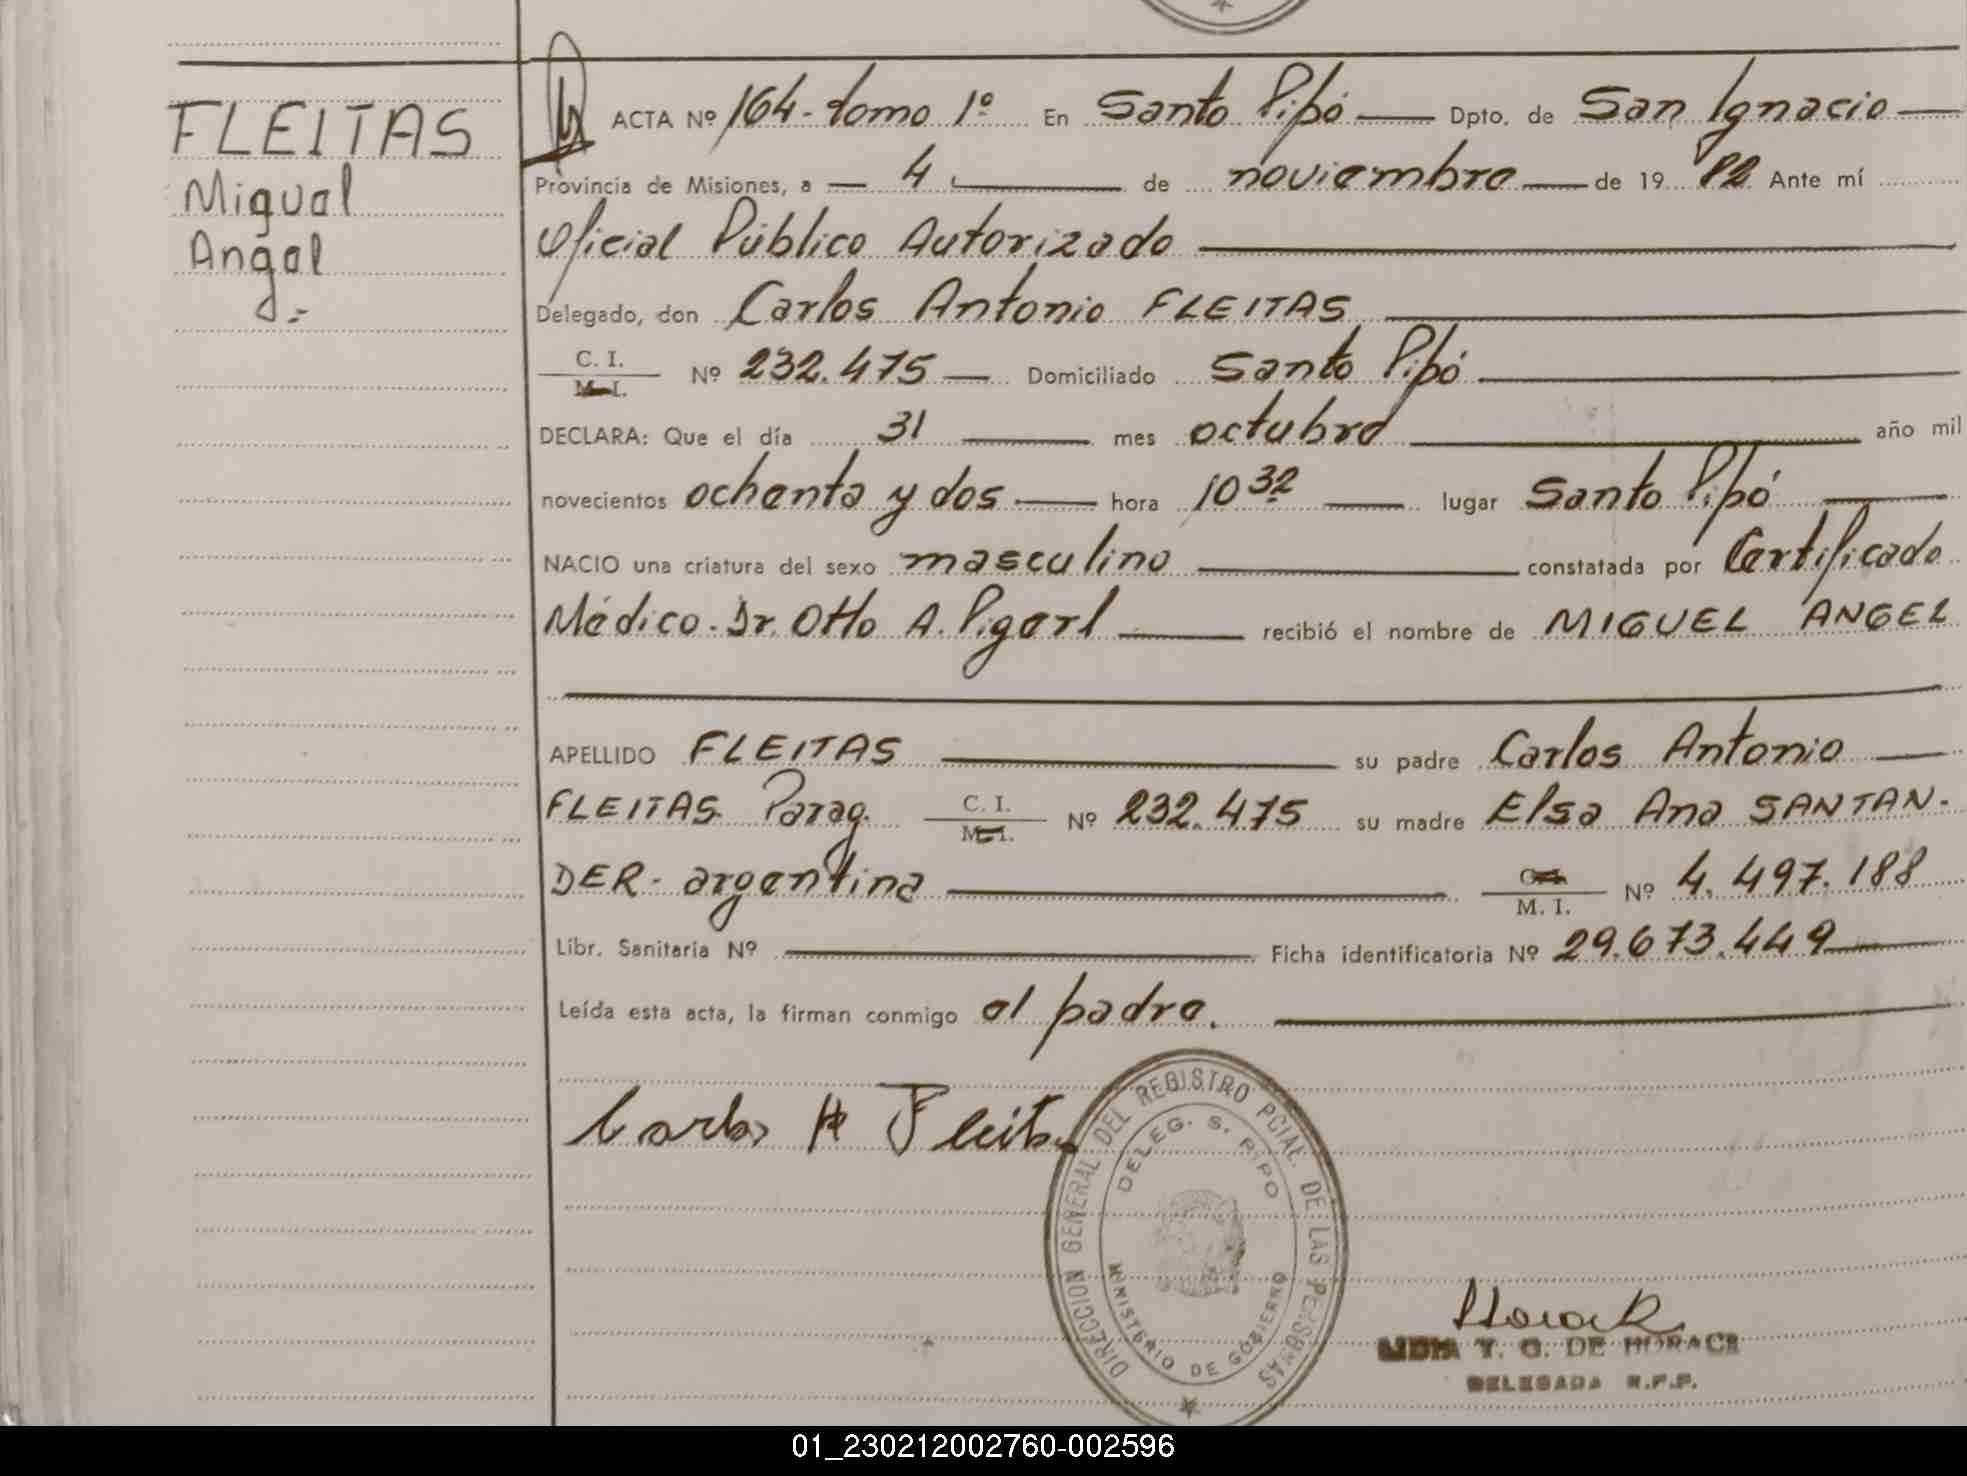 FLEITAS
Miguel
Angel
ACTA Nº 164-tomo 1º En Santo Pipó Dpto. de San Ignacio
Provincia de Misiones, a 4 de noviembre de 19 82 Ante mí
Oficial Público Autorizado
Delegado, don Carlos Antonio FLEITAS
C. I.
M. I. Nº 232.475 Domiciliado Santo Pipó
DECLARA: Que el día 31 mes octubre año mil
novecientos ochenta y dos hora 10 32 lugar Santo Pipó
NACIO una criatura del sexo masculino constatada por Certificado
Médico. Dr. Otto A. recibió el nombre de MIGUEL ANGEL
APELLIDO FLEITAS su padre Carlos Antonio
FLEITAS. Parag. C. I.
M. I. Nº 232.475 su madre Elsa Ana SANTAN-
DER- argentina C. I.
M. I. Nº 4.497.188
Libr. Sanitaria Nº Ficha identificatoria Nº 29.673.449
Leída esta acta, la firman conmigo el padre.
Carlos A Fleitas
DIRECCION GENERAL DEL REGISTRO PCIAL. DE LAS PERSONAS
DELEG. S. PIPO
MINISTERIO DE GOBIERNO
LIDIA T. G. DE
DELEGADA R.P.P.
01_230212002760-002596